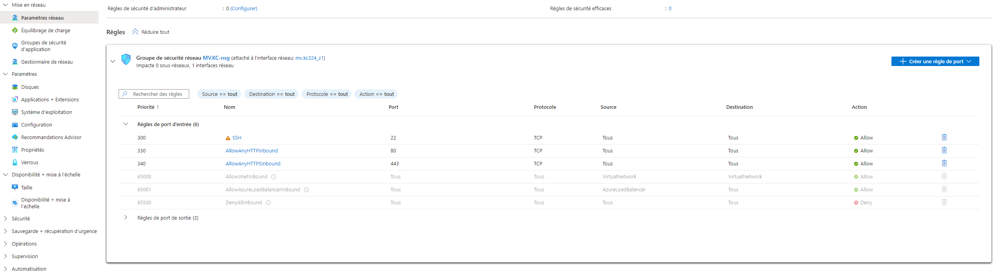 Mise en réseau
Paramètres réseau
Équilibrage de charge
Groupes de sécurité
d'application
Gestionnaire de réseau
Paramètres
Disques
Applications + Extensions
Système d'exploitation
Configuration
Recommandations Advisor
Propriétés
Verrous
Disponibilité + mise à l'échelle
Taille
Disponibilité + mise à
l'échelle
Sécurité
Sauvegarde + récupération d'urgence
Opérations
Supervision
Automatisation
Règles de sécurité d'administrateur : 0 (Configurer) Règles de sécurité efficaces : 0
Règles Réduire tout
Groupe de sécurité réseau MV.KC-nsg (attaché à l'interface réseau: mv.kc324_z1)
Impacte 0 sous-réseaux, 1 interfaces réseau
Créer une règle de port
Rechercher des règles Source == tout Destination == tout Protocole == tout Action == tout
Priorité ↑ Nom Port Protocole Source Destination Action
Règles de port d'entrée (6)
300 SSH 22 TCP Tous Tous Allow
330 AllowAnyHTTPInbound 80 TCP Tous Tous Allow
340 AllowAnyHTTPSInbound 443 TCP Tous Tous Allow
65000 AllowVnetInBound Tous Tous VirtualNetwork VirtualNetwork Allow
65001 AllowAzureLoadBalancerInBound Tous Tous AzureLoadBalancer Tous Allow
65500 DenyAllInBound Tous Tous Tous Tous Deny
Règles de port de sortie (3)